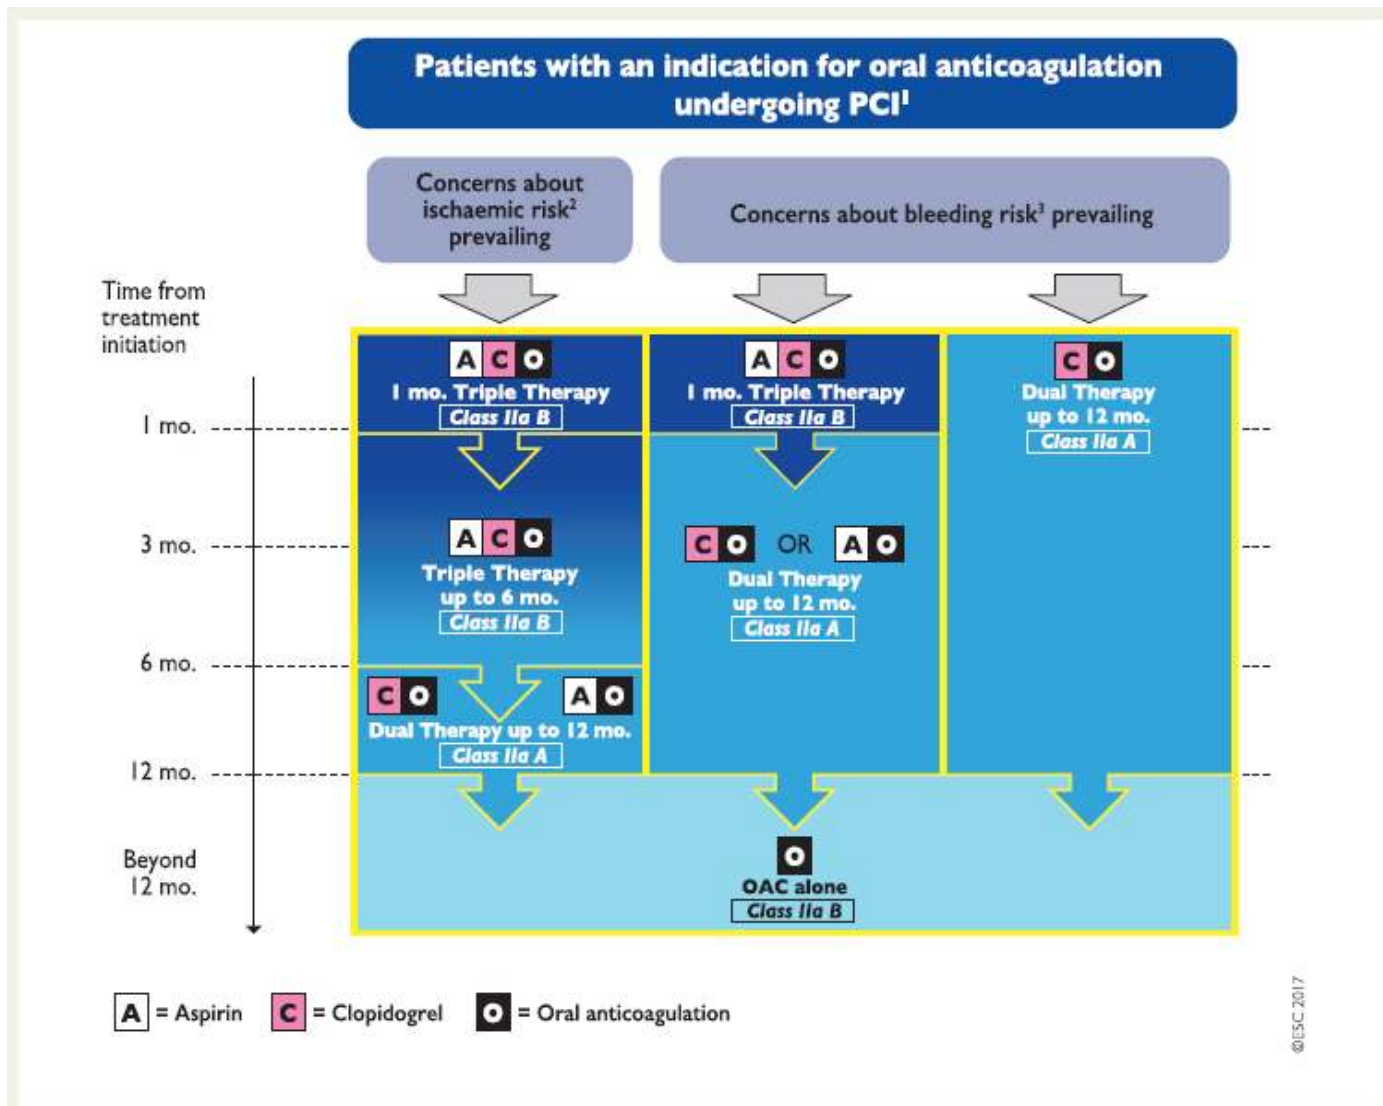 Patients with an indication for oral anticoagulation
undergoing PCI¹
Concerns about
ischaemic risk²
prevailing
Concerns about bleeding risk³ prevailing
Time from
treatment
initiation
A C O
1 mo. Triple Therapy
Class IIa B
A C O
1 mo. Triple Therapy
Class IIa B
C O
Dual Therapy
up to 12 mo.
Class IIa A
1 mo.
3 mo.
A C O
Triple Therapy
up to 6 mo.
Class IIa B
C O OR A O
Dual Therapy
up to 12 mo.
Class IIa A
6 mo.
C O A O
Dual Therapy up to 12 mo.
Class IIa A
12 mo.
Beyond
12 mo.
O
OAC alone
Class IIa B
A = Aspirin C = Clopidogrel O = Oral anticoagulation
©ESC 2017